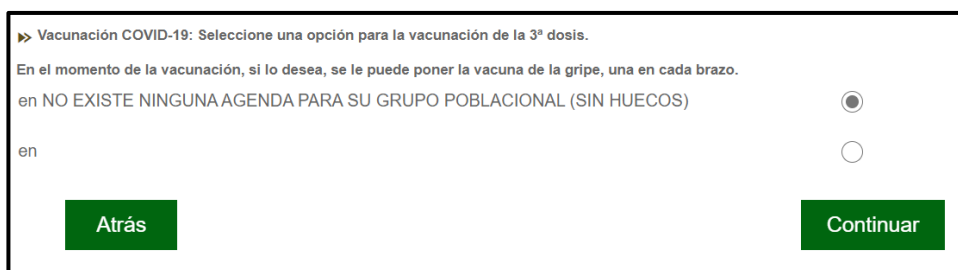 Vacunación COVID-19: Seleccione una opción para la vacunación de la 3ª dosis.
En el momento de la vacunación, si lo desea, se le puede poner la vacuna de la gripe, una en cada brazo.
en NO EXISTE NINGUNA AGENDA PARA SU GRUPO POBLACIONAL (SIN HUECOS)
en
Atrás Continuar